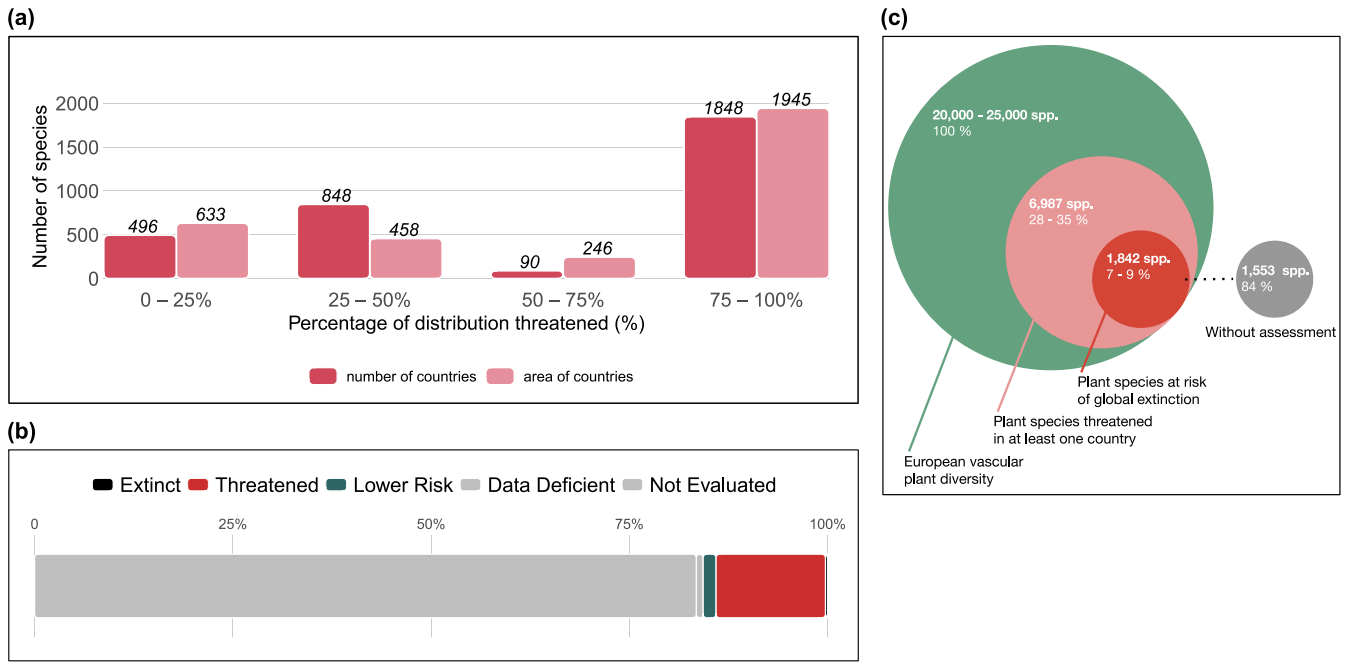 (a)
Number of species
2000
1500
1000
500
0
496
633
848
458
90
246
1848
1945
0 – 25%
25 – 50%
50 – 75%
75 – 100%
Percentage of distribution threatened (%)
number of countries
area of countries
(b)
Extinct
Threatened
Lower Risk
Data Deficient
Not Evaluated
0
25%
50%
75%
100%
(c)
20,000 - 25,000 spp.
100 %
6,987 spp.
28 - 35 %
1,842 spp.
7 - 9 %
1,553 spp.
84 %
Without assessment
Plant species at risk
of global extinction
Plant species threatened
in at least one country
European vascular
plant diversity